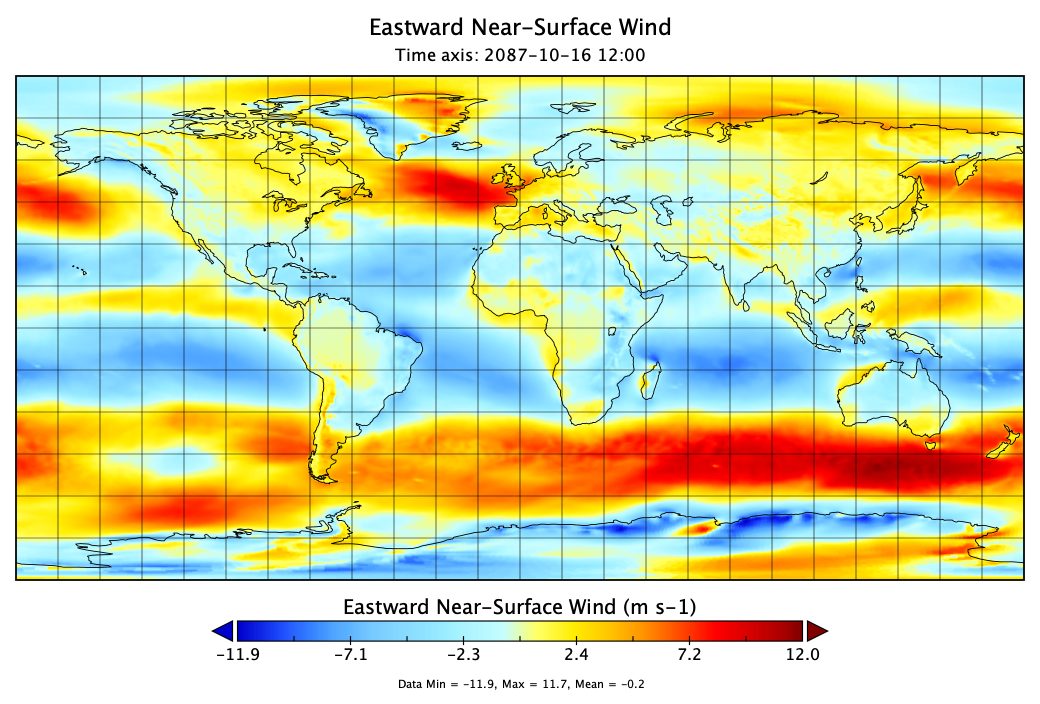 Eastward Near-Surface Wind
Time axis: 2087-10-16 12:00
Eastward Near-Surface Wind (m s-1)
-11.9 -7.1 -2.3 2.4 7.2 12.0
Data Min = -11.9, Max = 11.7, Mean = -0.2